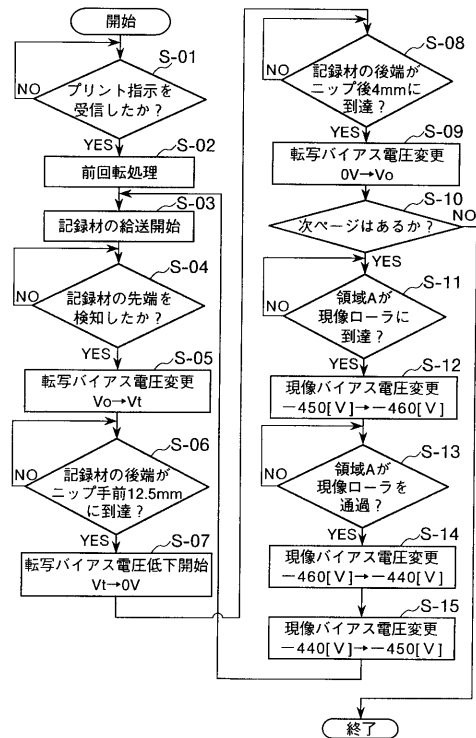 開始
S-01
プリント指示を
受信したか？
NO
YES
S-02
前回転処理
S-03
記録材の給送開始
S-04
記録材の先端を
検知したか？
NO
YES
S-05
転写バイアス電圧変更
Vo→Vt
S-06
記録材の後端が
ニップ手前12.5mm
に到達？
NO
YES
S-07
転写バイアス電圧低下開始
Vt→0V
S-08
記録材の後端が
ニップ後4mmに
到達？
NO
YES
S-09
転写バイアス電圧変更
0V→Vo
S-10
次ページはあるか？
NO
YES
S-11
領域Aが
現像ローラに
到達？
NO
YES
S-12
現像バイアス電圧変更
−450[V]→−460[V]
S-13
領域Aが
現像ローラを
通過？
NO
YES
S-14
現像バイアス電圧変更
−460[V]→−440[V]
S-15
現像バイアス電圧変更
−440[V]→−450[V]
終了